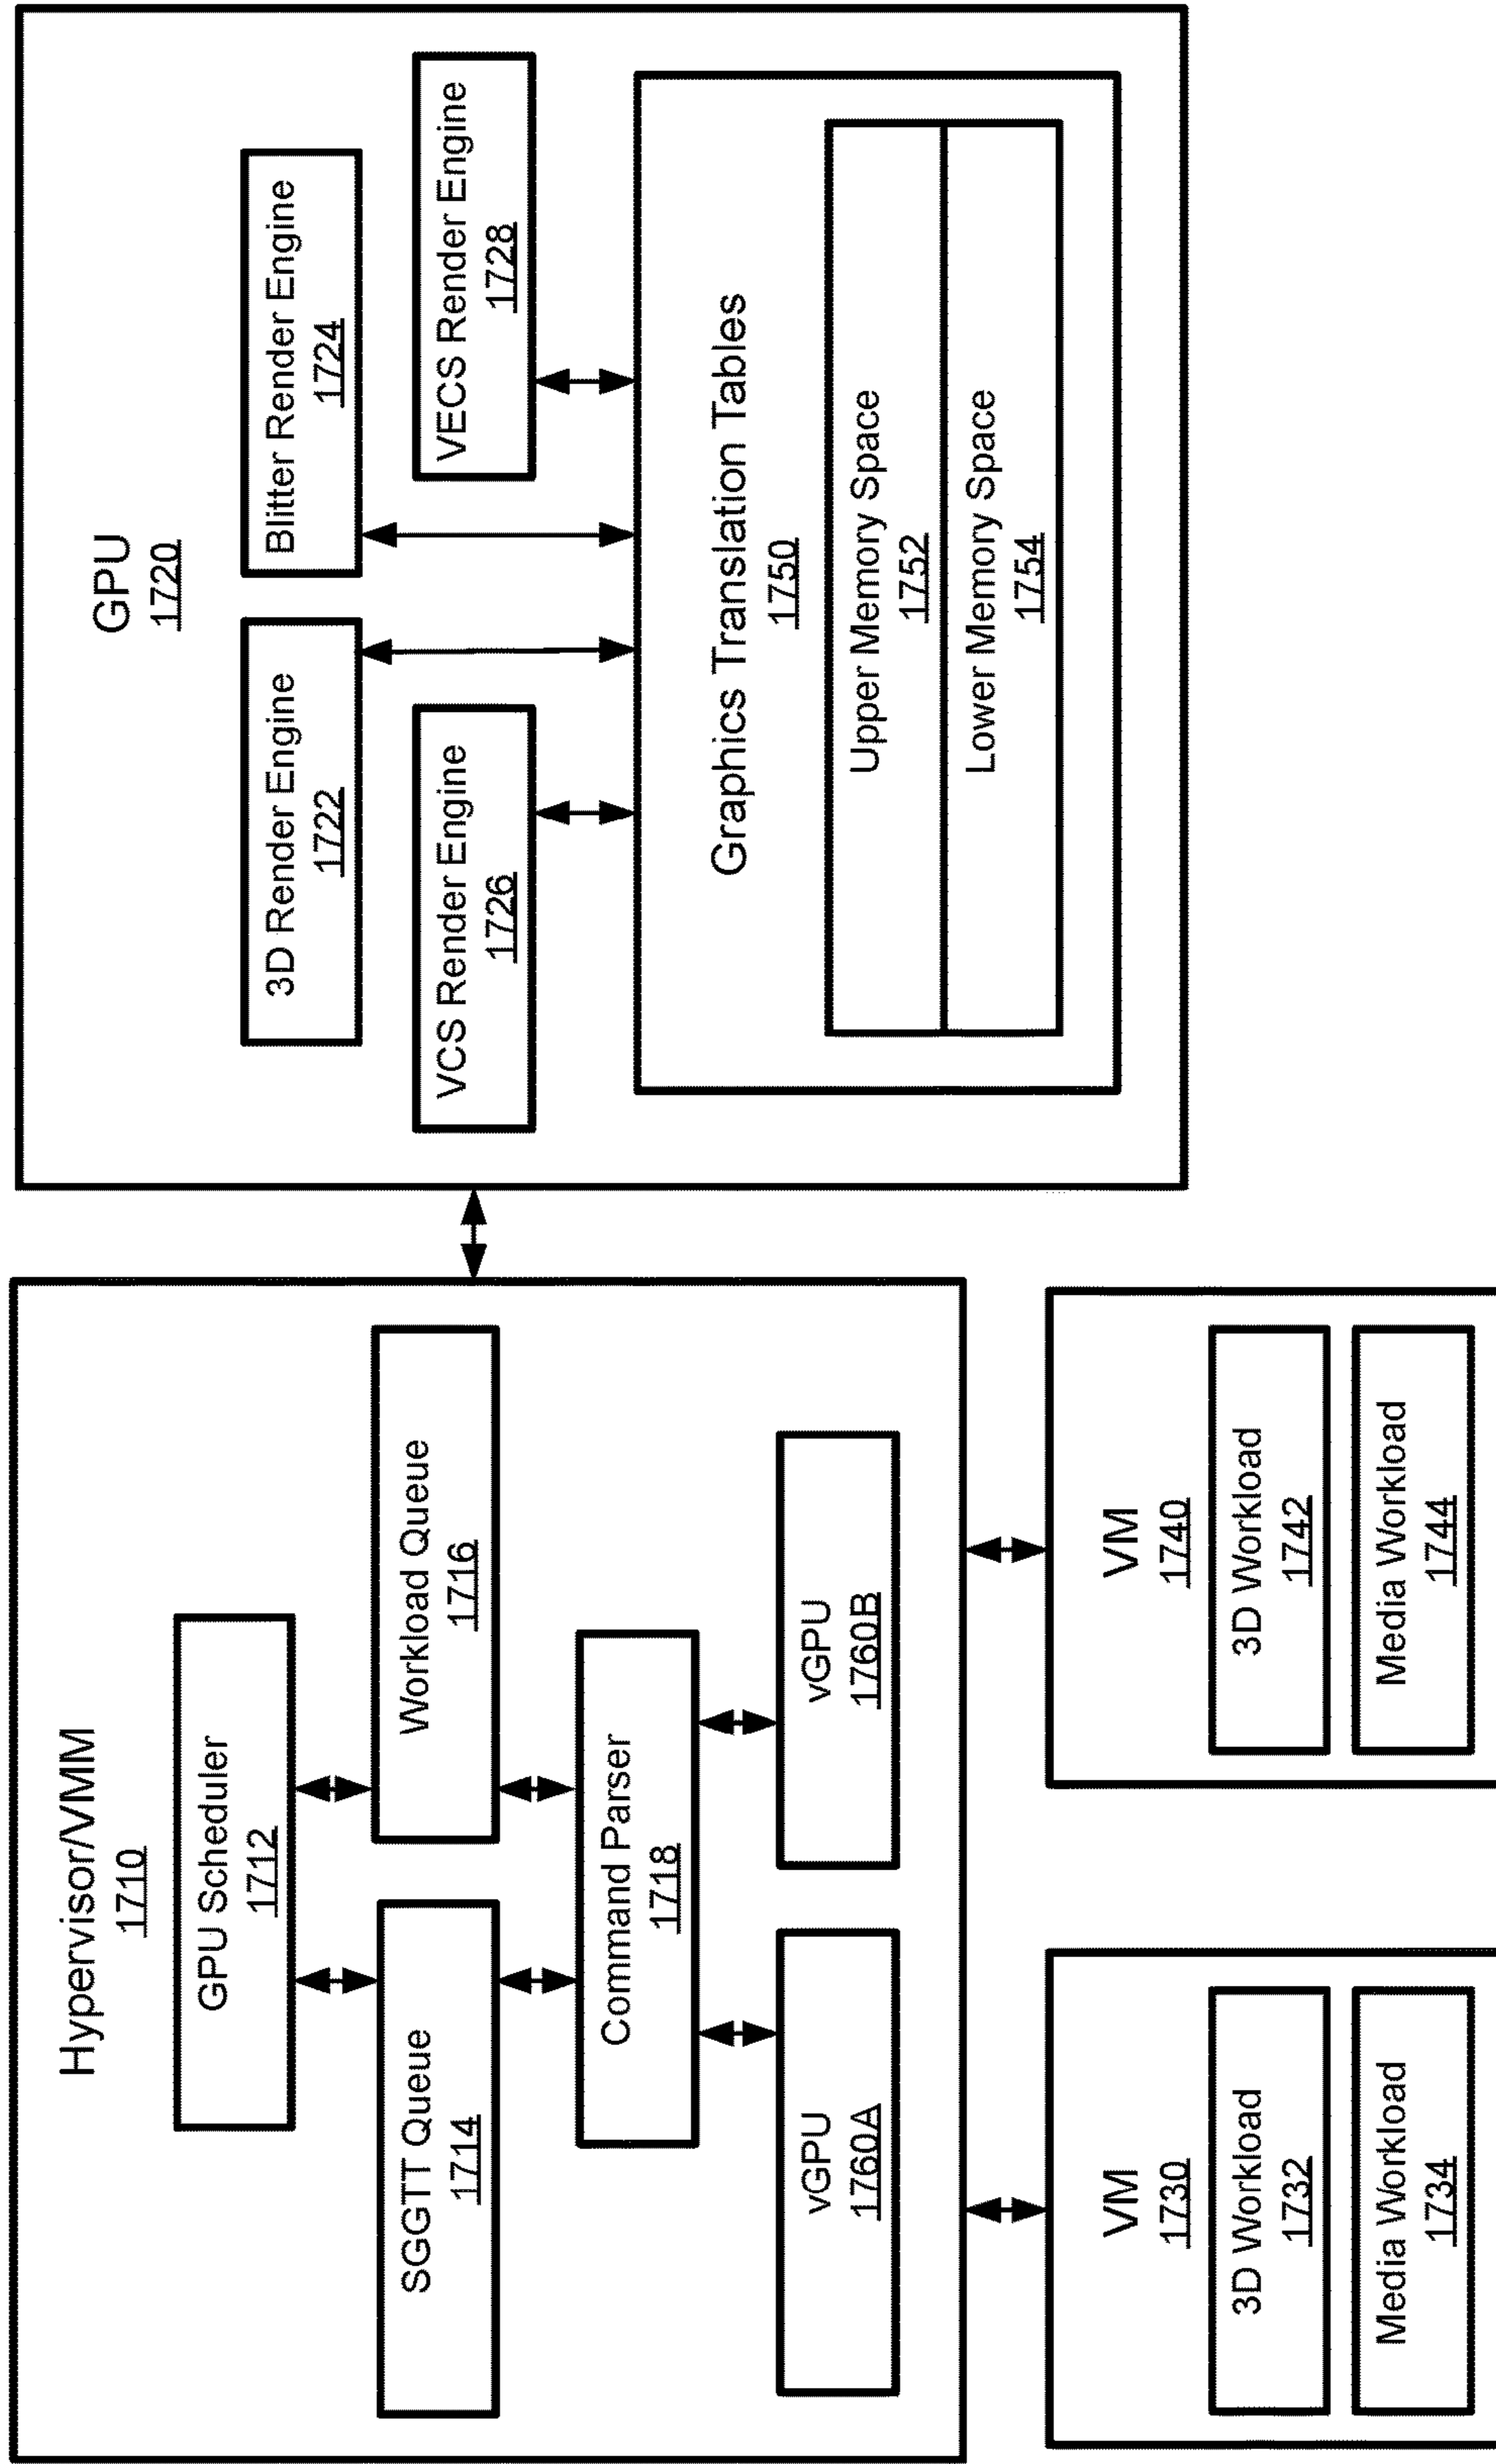 Hypervisor/VMM
1710
GPU Scheduler
1712
SGGTT Queue
1714
Workload Queue
1716
Command Parser
1718
vGPU
1760A
vGPU
1760B
VM
1730
3D Workload
1732
Media Workload
1734
VM
1740
3D Workload
1742
Media Workload
1744
GPU
1720
3D Render Engine
1722
Blitter Render Engine
1724
VCS Render Engine
1726
VECS Render Engine
1728
Graphics Translation Tables
1750
Upper Memory Space
1752
Lower Memory Space
1754